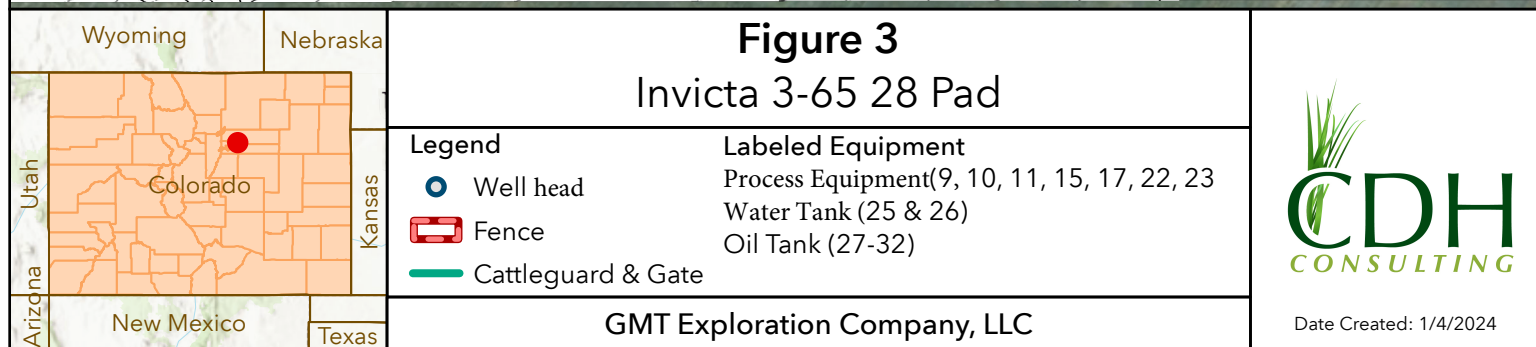 Wyoming
Nebraska
Utah
Colorado
Kansas
Arizona
New Mexico
Texas
Figure 3
Invicta 3-65 28 Pad
Legend
Well head
Fence
Cattleguard & Gate
Labeled Equipment
Process Equipment(9, 10, 11, 15, 17, 22, 23
Water Tank (25 & 26)
Oil Tank (27-32)
GMT Exploration Company, LLC
CDH
CONSULTING
Date Created: 1/4/2024